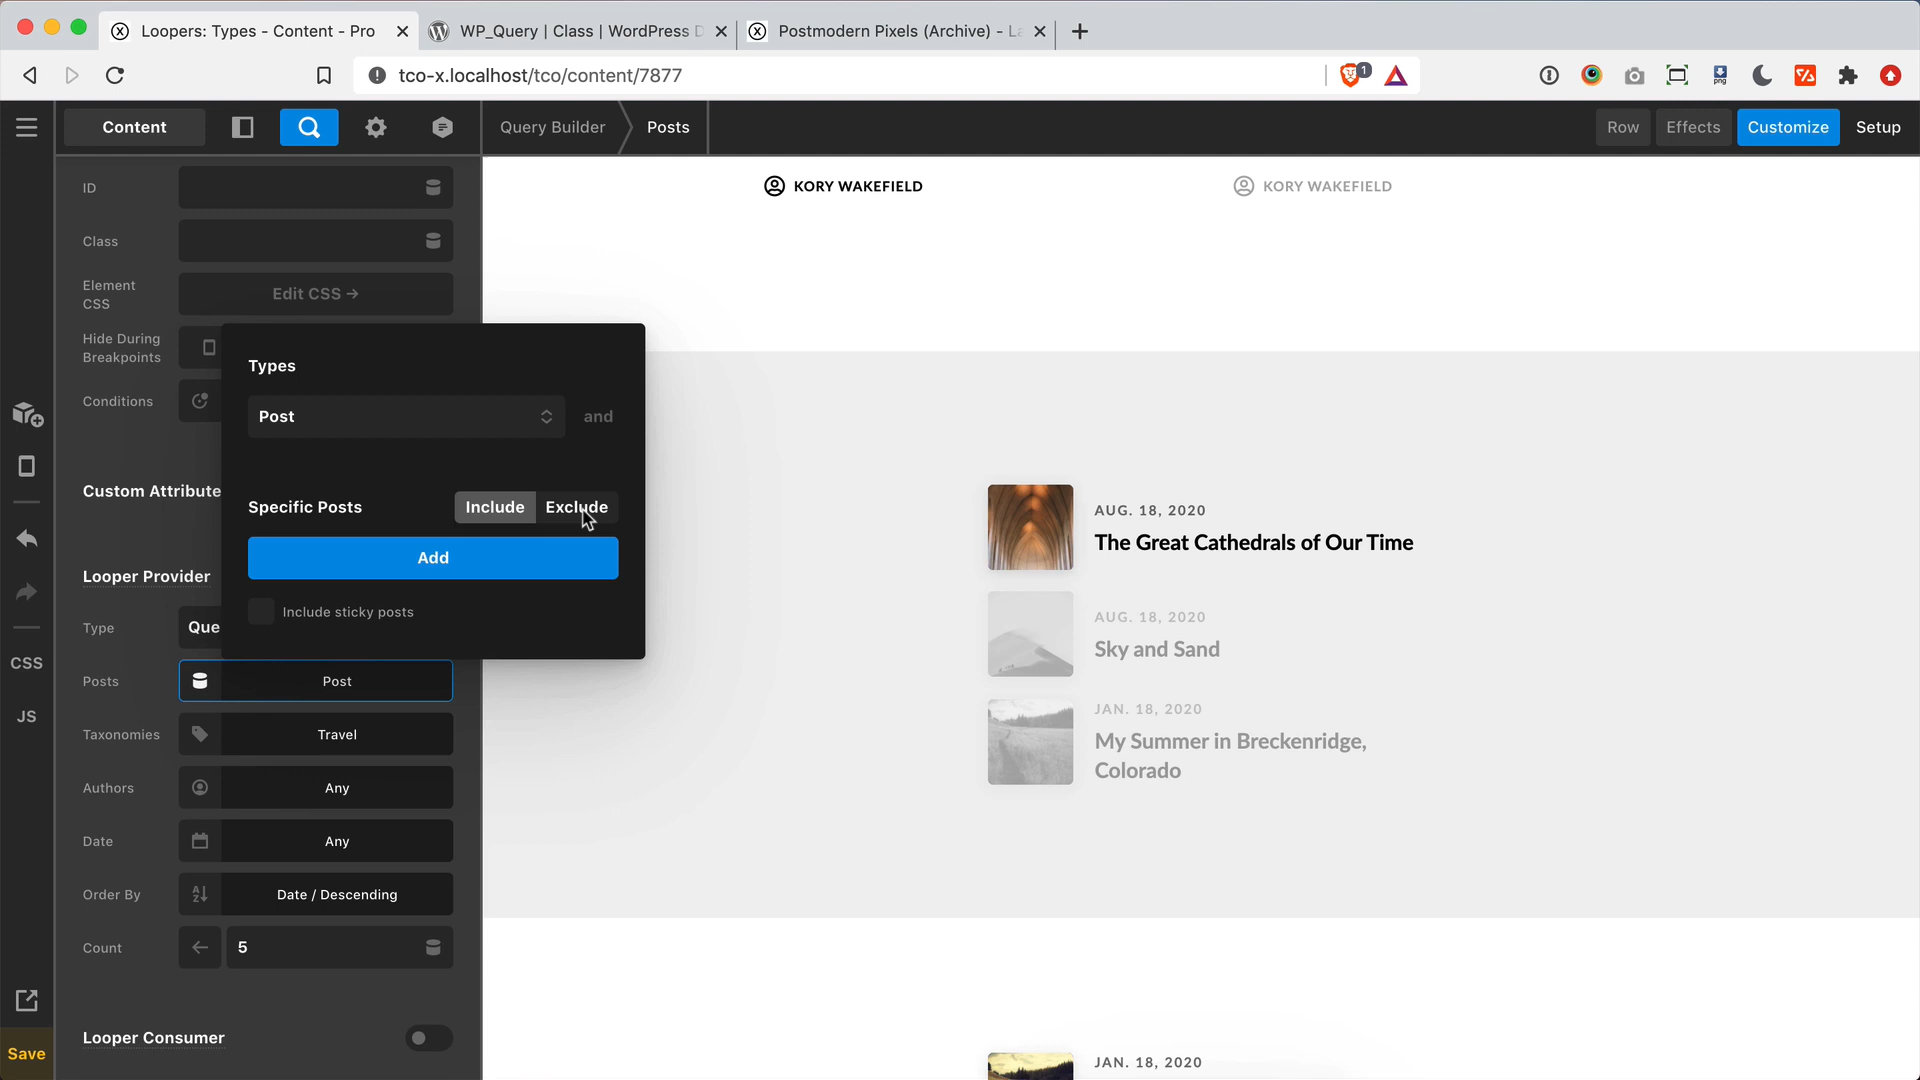 Loopers: Types - Content - Pro
WP_Query | Class | WordPress D
Postmodern Pixels (Archive) - La
tco-x.localhost/tco/content/7877
1
png
Content
Query Builder
Posts
Row
Effects
Customize
Setup
ID
Class
Element
CSS
Edit CSS →
Hide During
Breakpoints
Conditions
Custom Attribute
Looper Provider
Type
Que
Posts
Post
Taxonomies
Travel
Authors
Any
Date
Any
Order By
Date / Descending
Count
5
Looper Consumer
Types
Post
and
Specific Posts
Include
Exclude
Add
Include sticky posts
CSS
JS
Save
KORY WAKEFIELD
KORY WAKEFIELD
AUG. 18, 2020
The Great Cathedrals of Our Time
AUG. 18, 2020
Sky and Sand
JAN. 18, 2020
My Summer in Breckenridge,
Colorado
JAN. 18, 2020